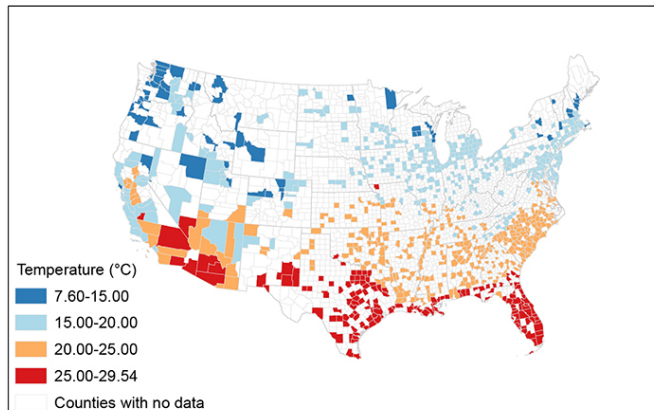 Temperature (°C)
7.60-15.00
15.00-20.00
20.00-25.00
25.00-29.54
Counties with no data